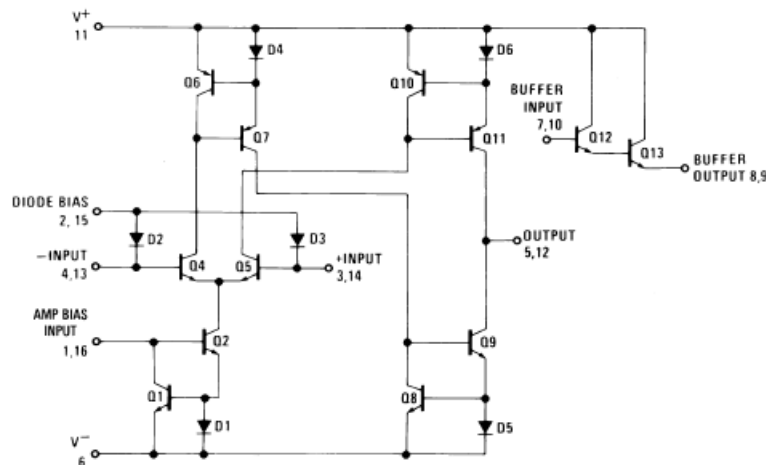 V+
11
D4
D6
Q6
Q10
BUFFER
INPUT
7,10
Q7
Q11
Q12
Q13
BUFFER
OUTPUT 8,9
DIODE BIAS
2, 15
D2
D3
—INPUT
4,13
Q4
Q5
+INPUT
3,14
OUTPUT
5,12
AMP BIAS
INPUT
1,16
Q2
Q9
Q1
D1
Q8
D5
V−
6